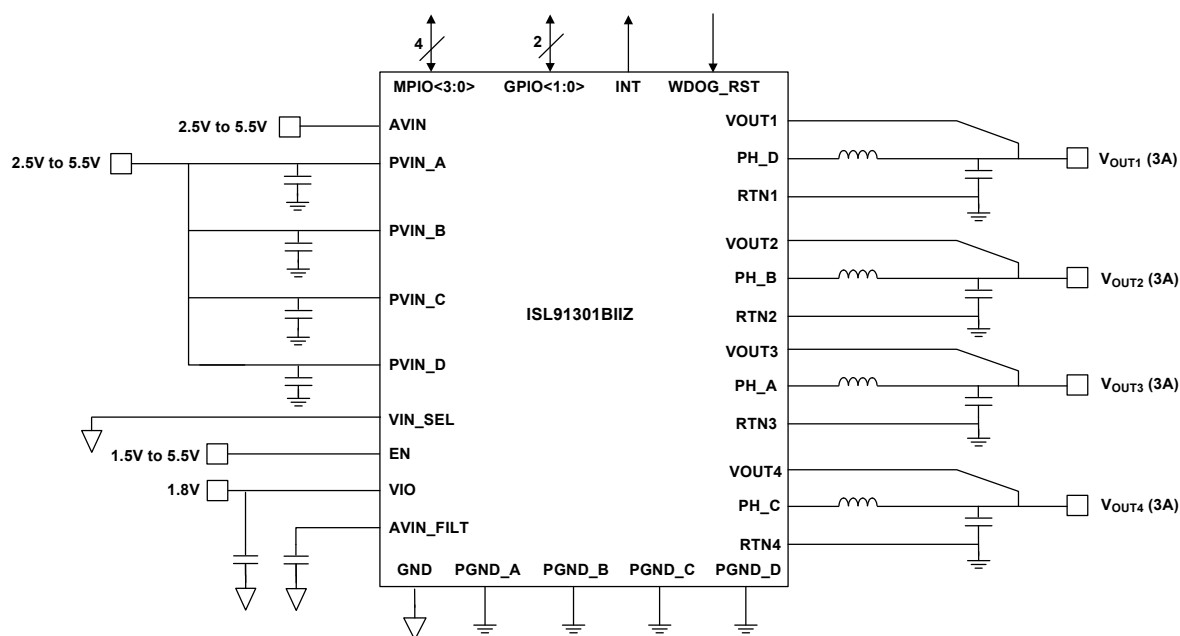 4
2
MPIO<3:0> GPIO<1:0> INT WDOG_RST
2.5V to 5.5V
AVIN
2.5V to 5.5V
PVIN_A
PVIN_B
PVIN_C
PVIN_D
VIN_SEL
1.5V to 5.5V
EN
1.8V
VIO
AVIN_FILT
ISL91301BIIZ
VOUT1
PH_D
VOUT1 (3A)
RTN1
VOUT2
PH_B
VOUT2 (3A)
RTN2
VOUT3
PH_A
VOUT3 (3A)
RTN3
VOUT4
PH_C
VOUT4 (3A)
RTN4
GND PGND_A PGND_B PGND_C PGND_D